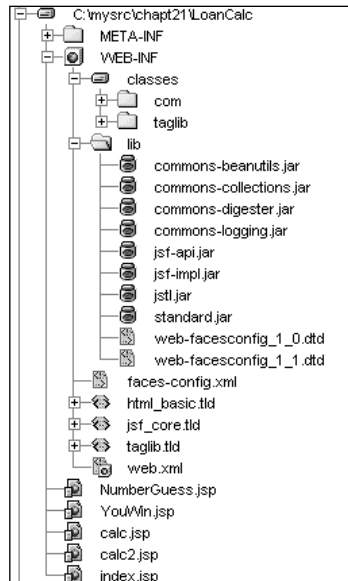 C:\mysrc\chapt21\LoanCalc
META-INF
WEB-INF
classes
com
taglib
lib
commons-beanutils.jar
commons-collections.jar
commons-digester.jar
commons-logging.jar
jsf-api.jar
jsf-impl.jar
jstl.jar
standard.jar
web-facesconfig_1_0.dtd
web-facesconfig_1_1.dtd
faces-config.xml
html_basic.tld
jsf_core.tld
taglib.tld
web.xml
NumberGuess.jsp
YouWin.jsp
calc.jsp
calc2.jsp
index.jsp